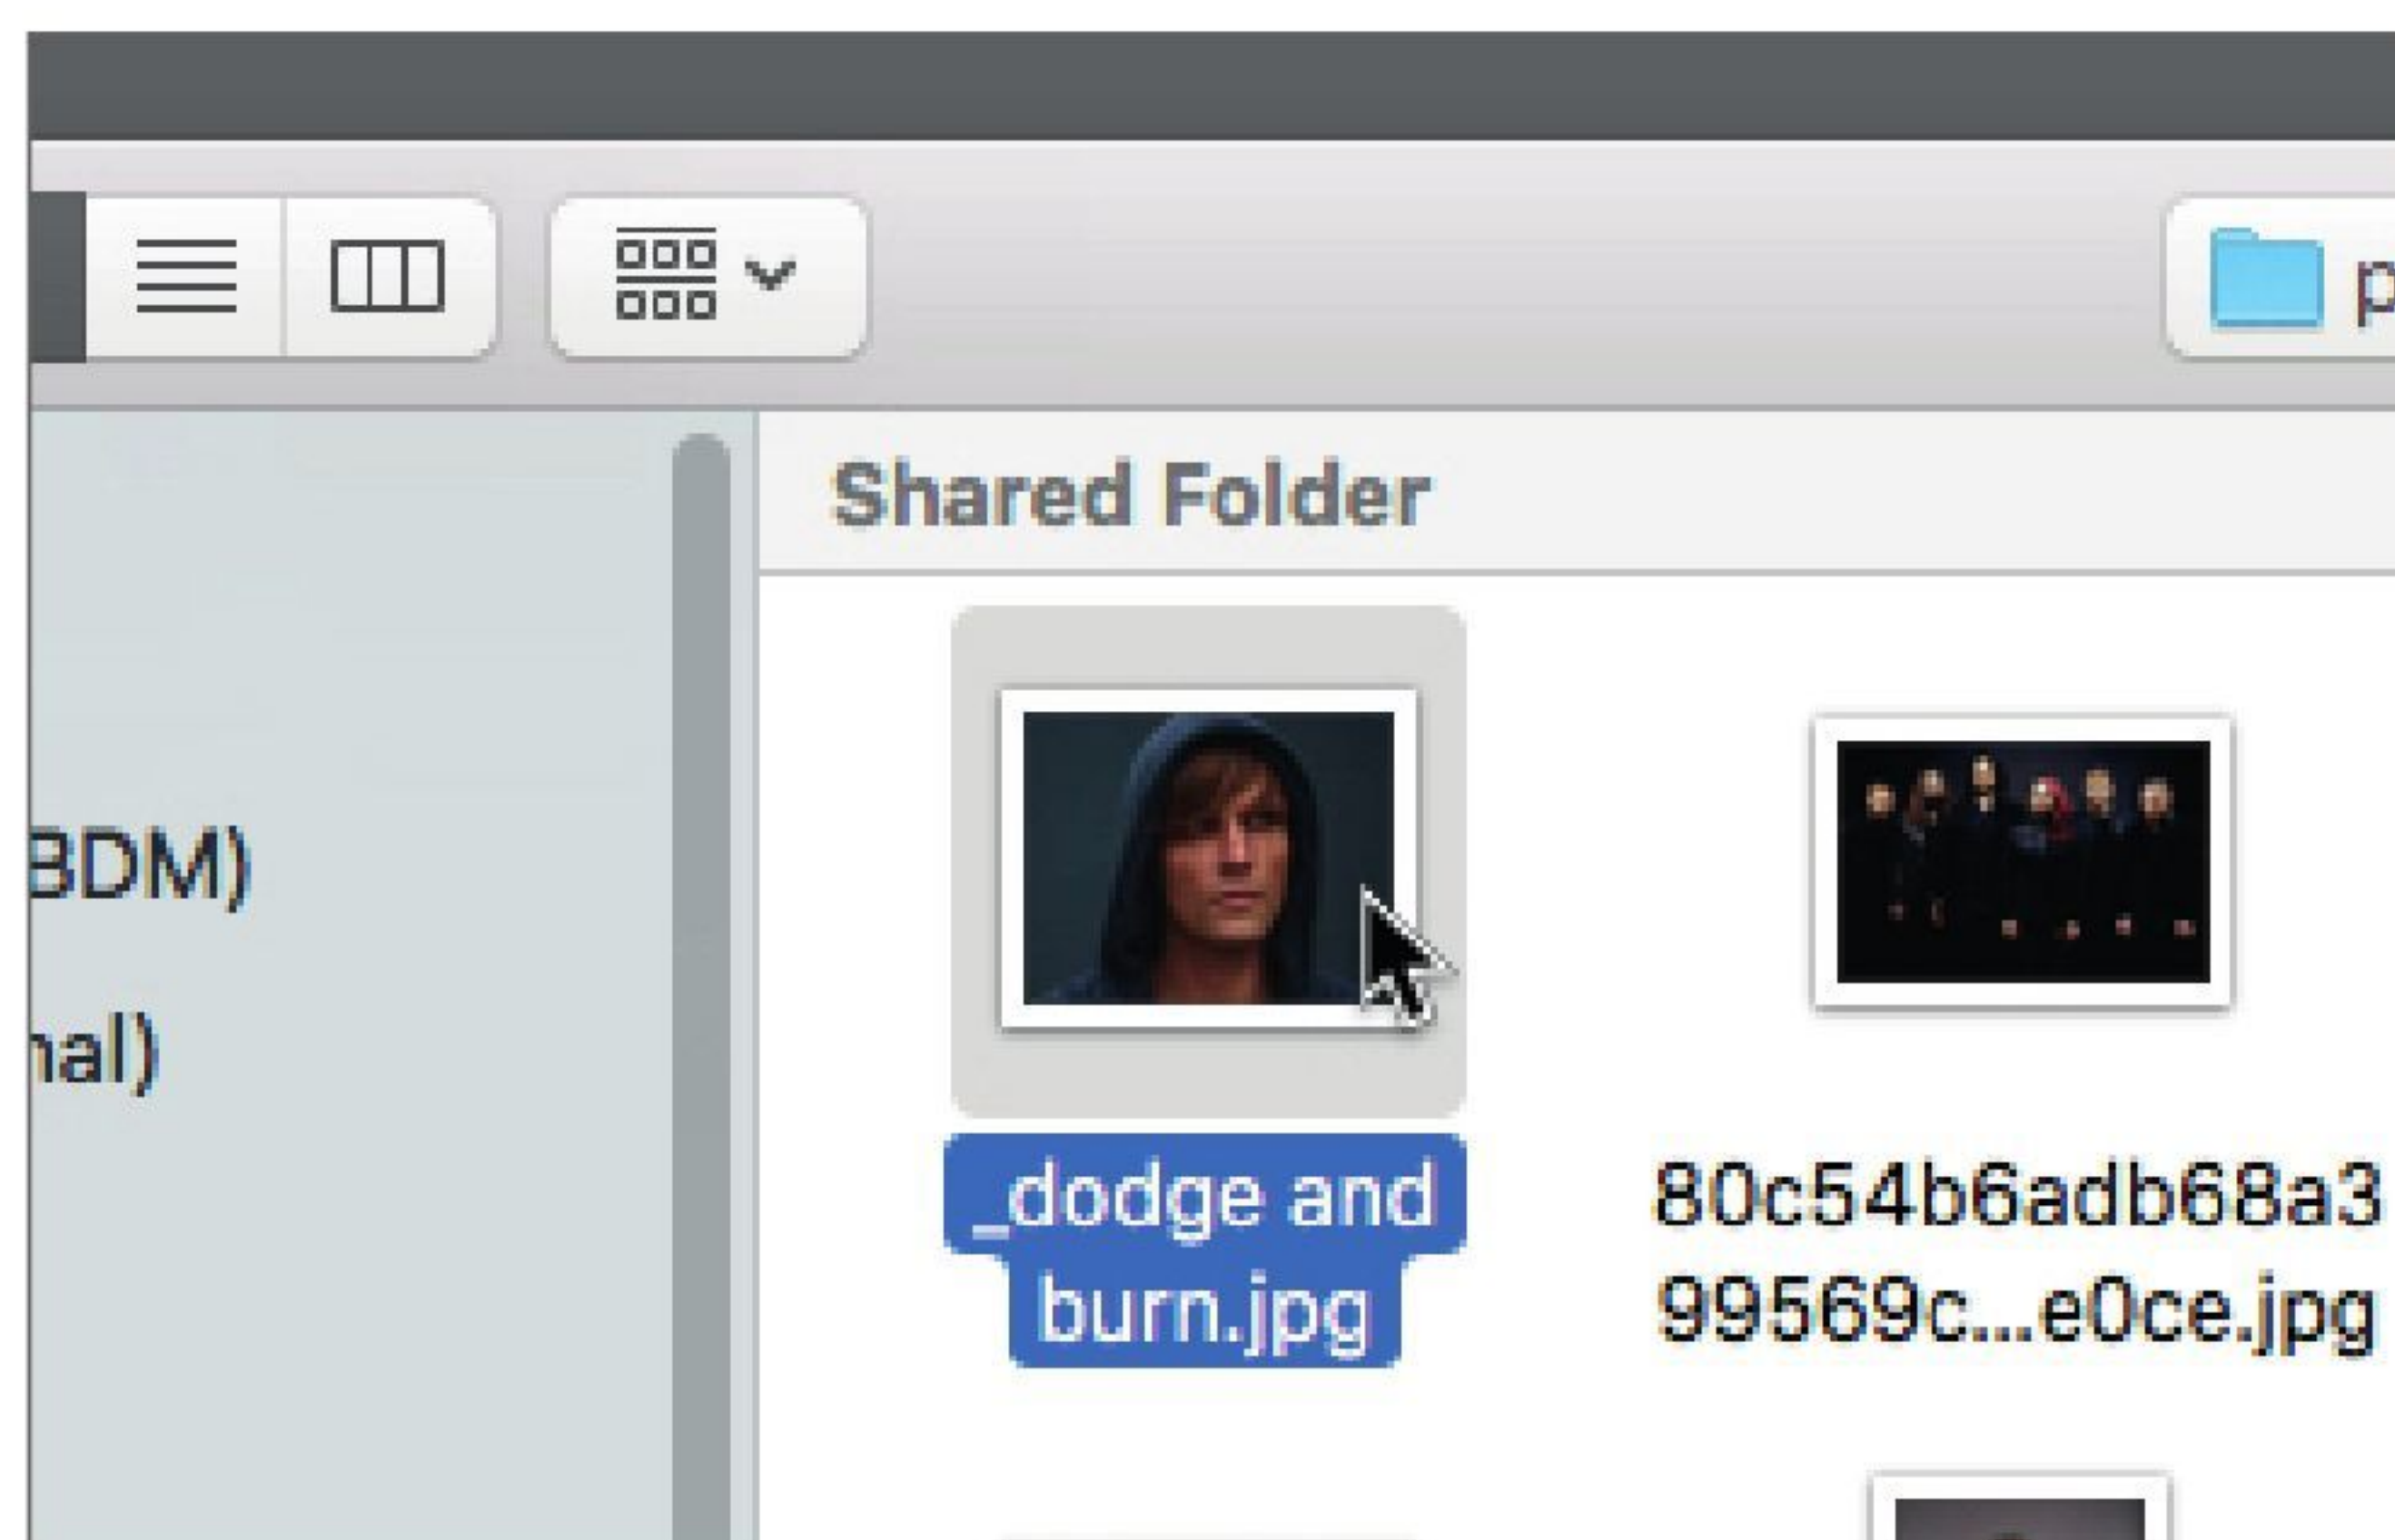 p
Shared Folder
BDM)
nal)
_dodge and
burn.jpg
80c54b6adb68a3
99569c...e0ce.jpg